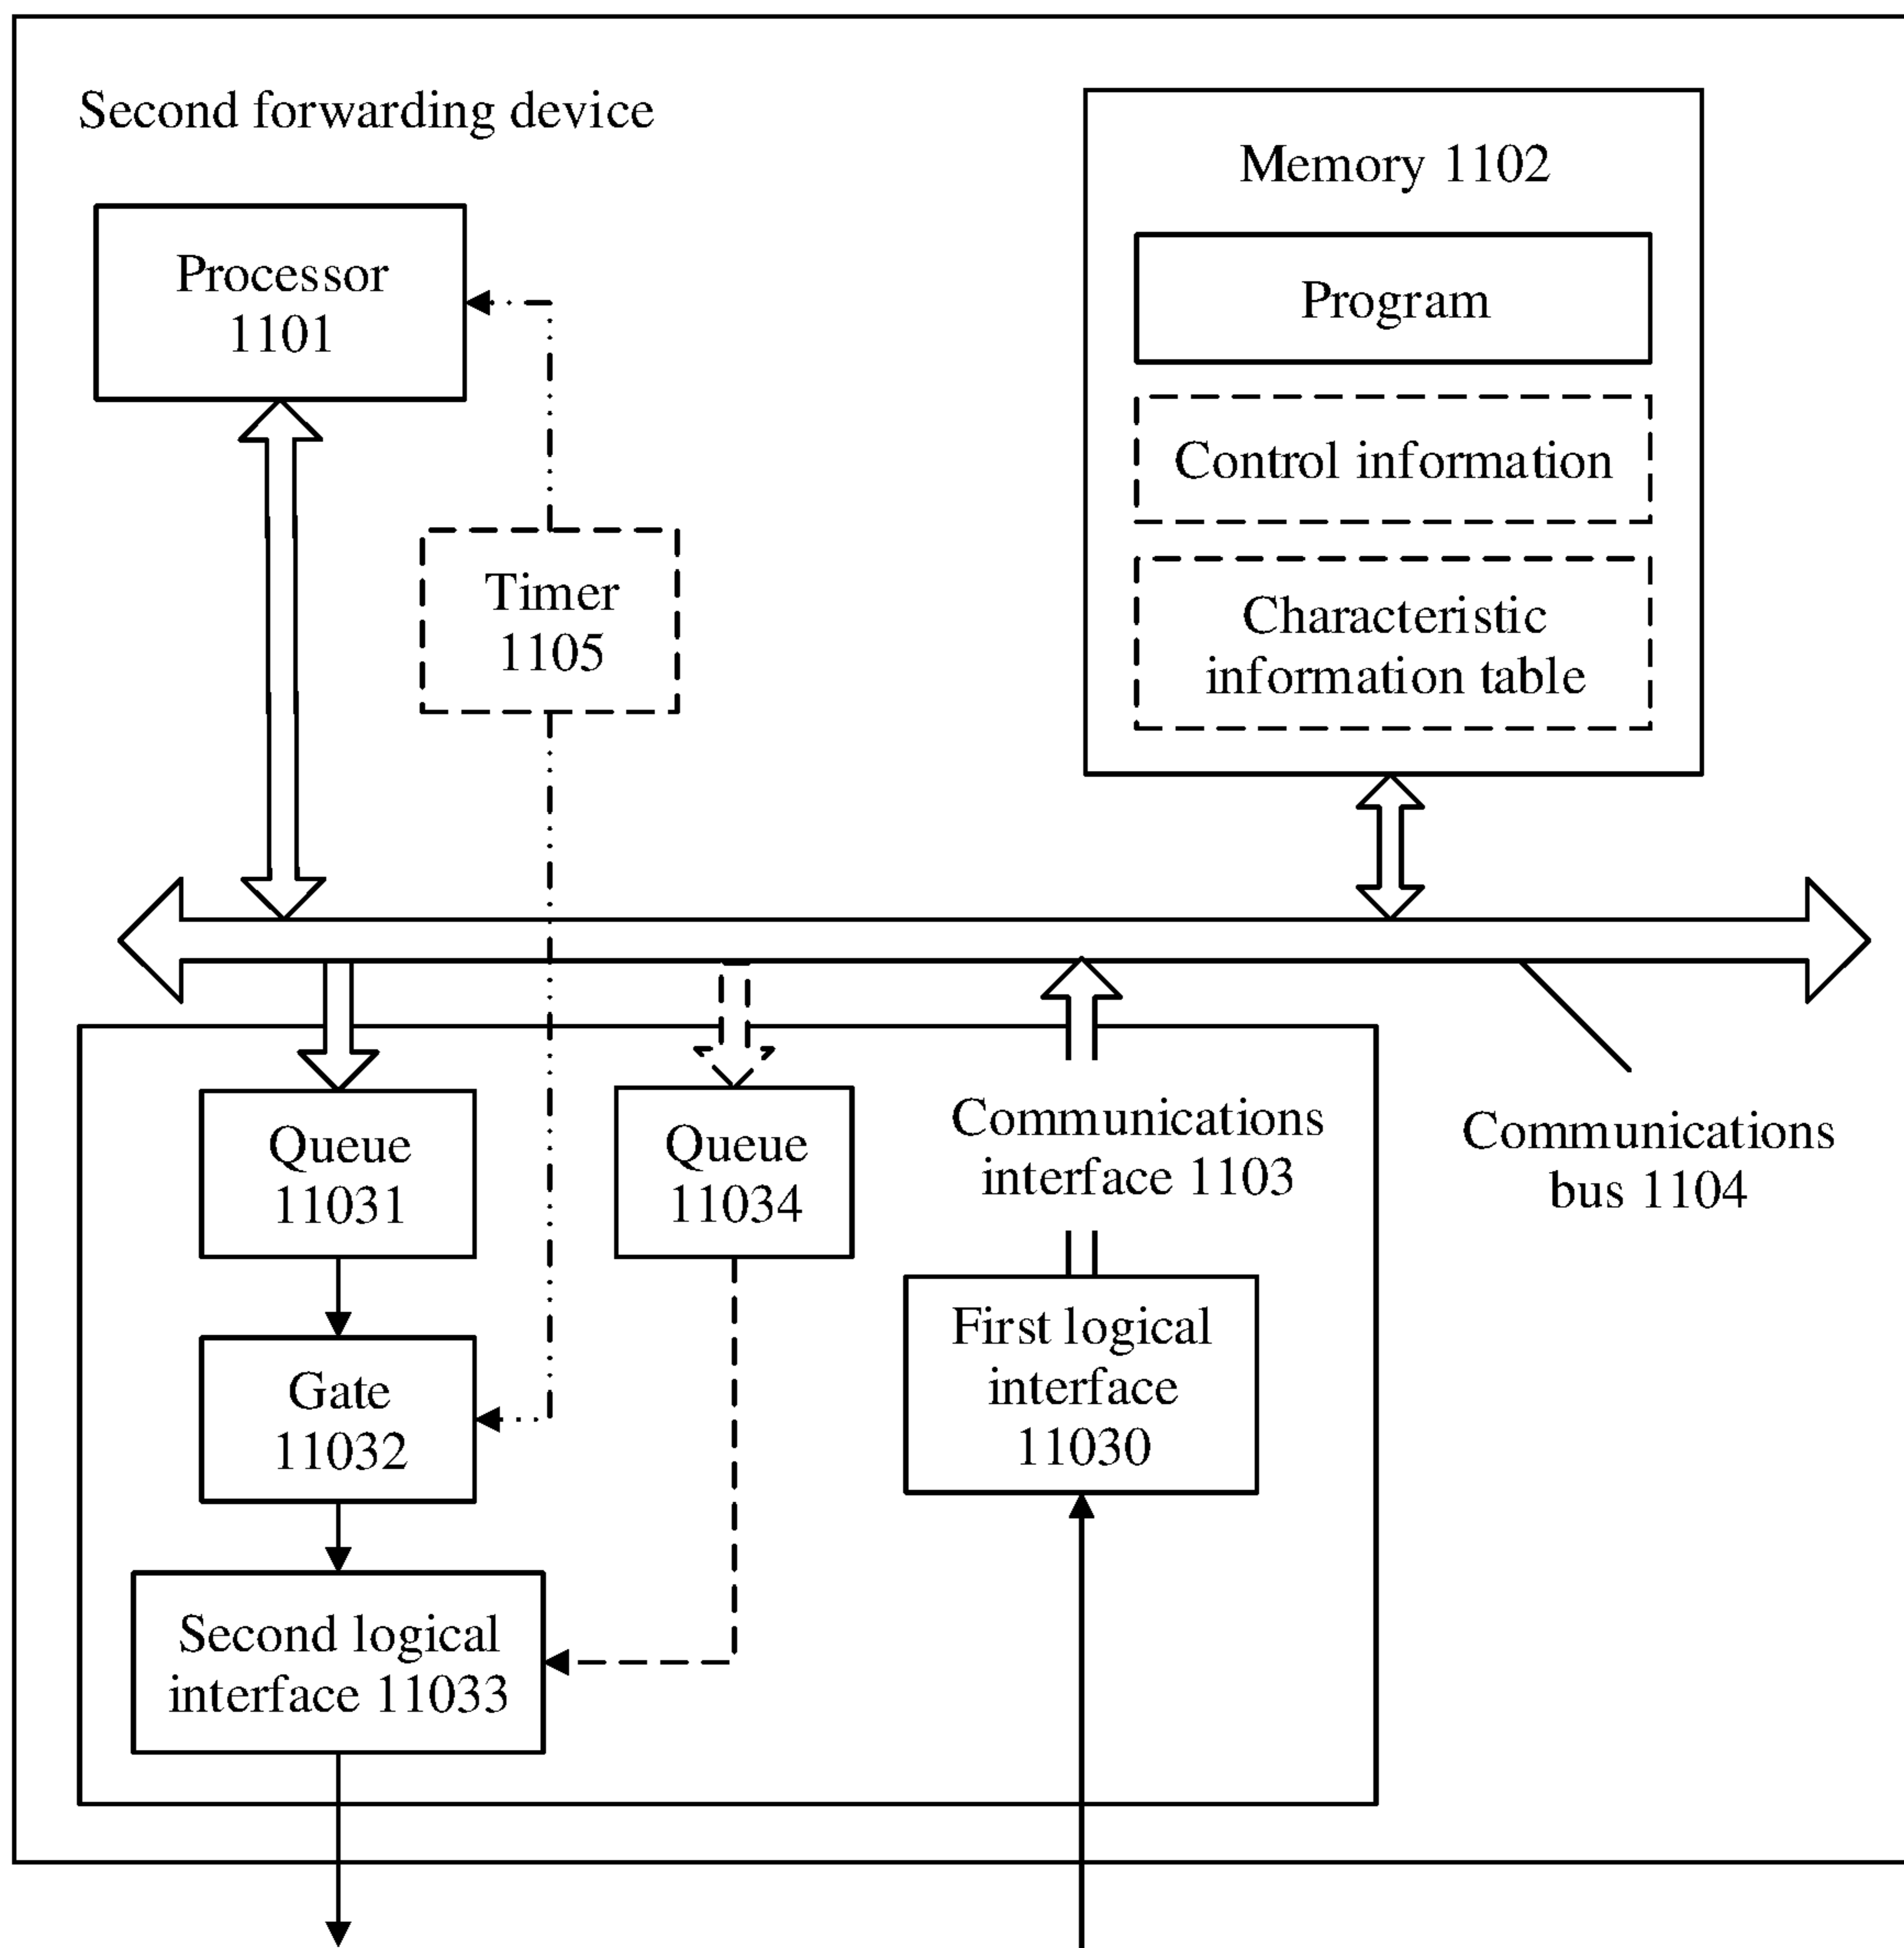 Second forwarding device
Processor
1101
Memory 1102
Program
Control information
Characteristic
information table
Timer
1105
Queue
11031
Queue
11034
Communications
interface 1103
Communications
bus 1104
First logical
interface
11030
Gate
11032
Second logical
interface 11033